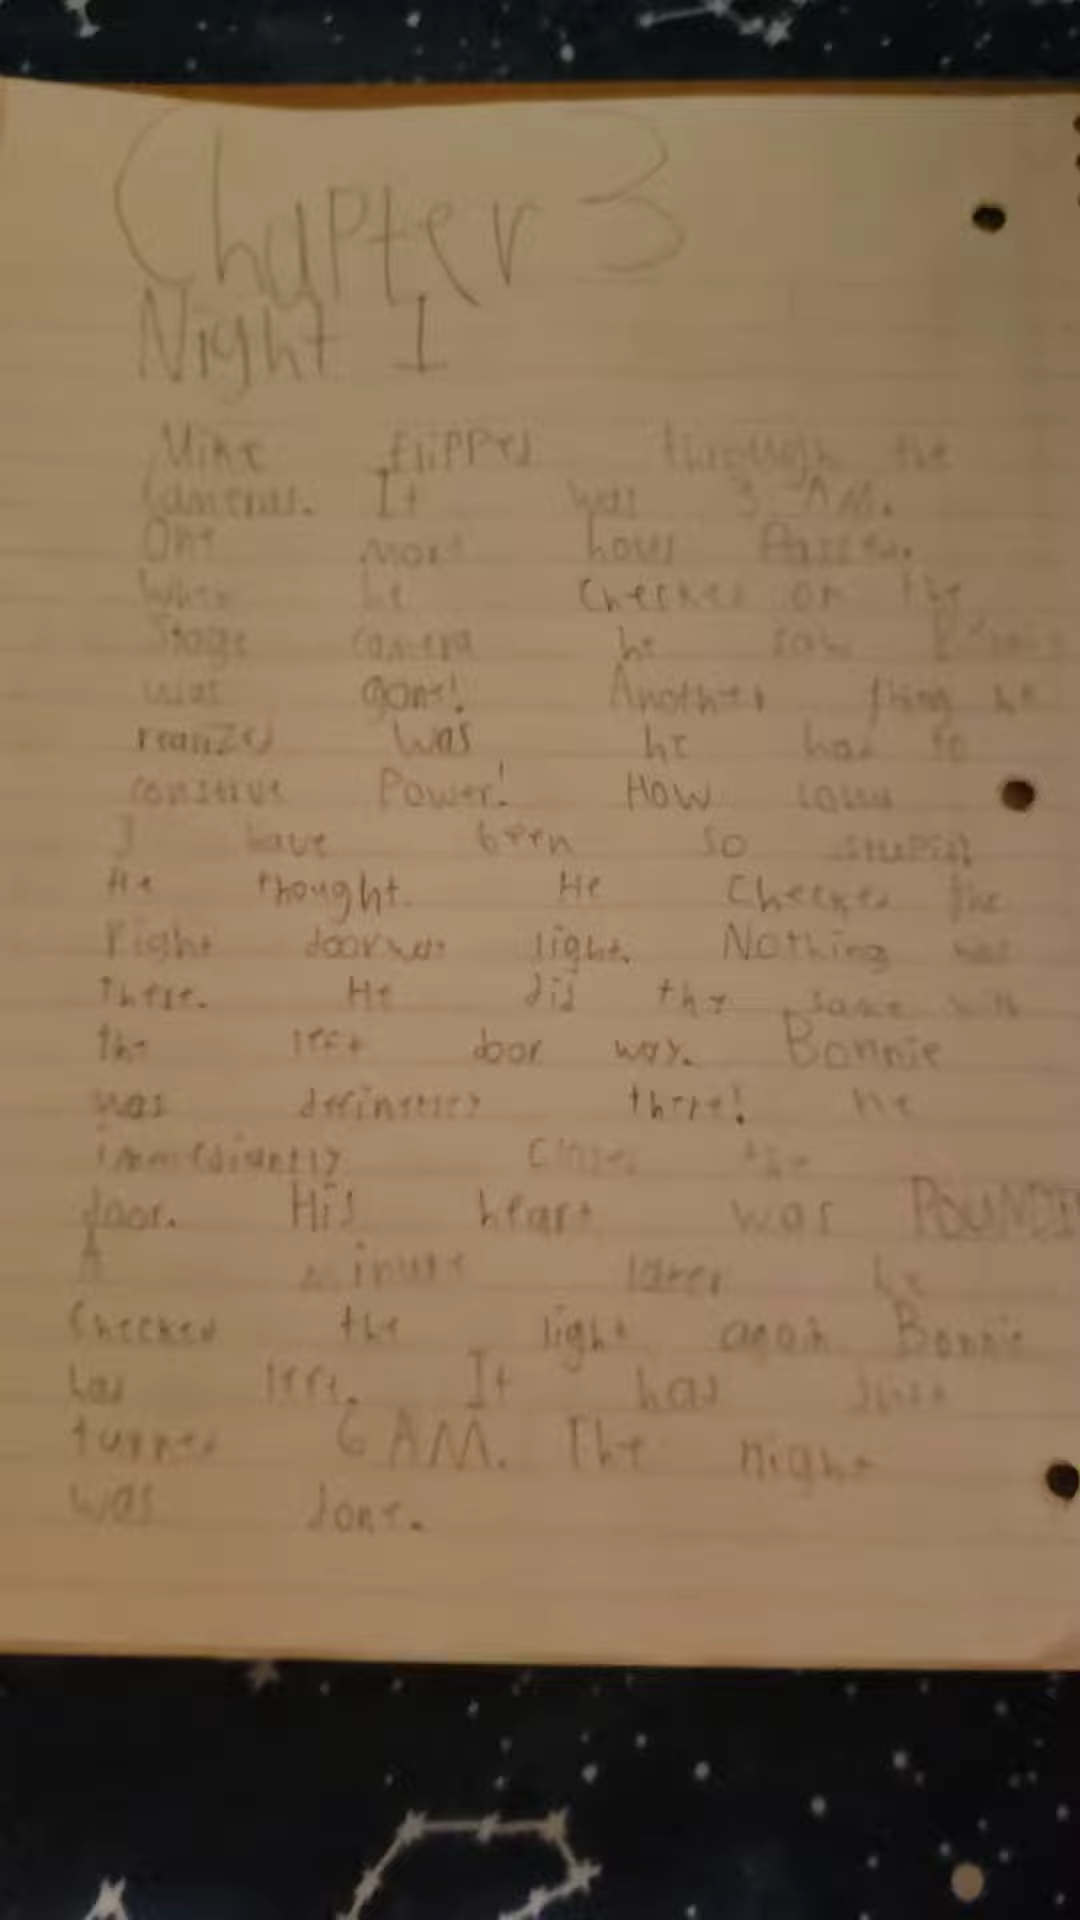 Chapter 3
Night 1
Mike flipped through the
cameras. It was 3 AM.
One more hour Passed.
When he checked on the
Stage camera he saw Bonnie
was gone! Another thing he
realized was he had to
conserve Power! How could
I have been so stupid
He thought. He Checked the
Right doorway light. Nothing was
There. He did the same with
the left door way. Bonnie
was definetley there! He
immediantly closed the
door. His heart was POUNDI
A minute later he
Checked the light again Bonnie
had left. It had just
turned 6 AM. The night
was done.